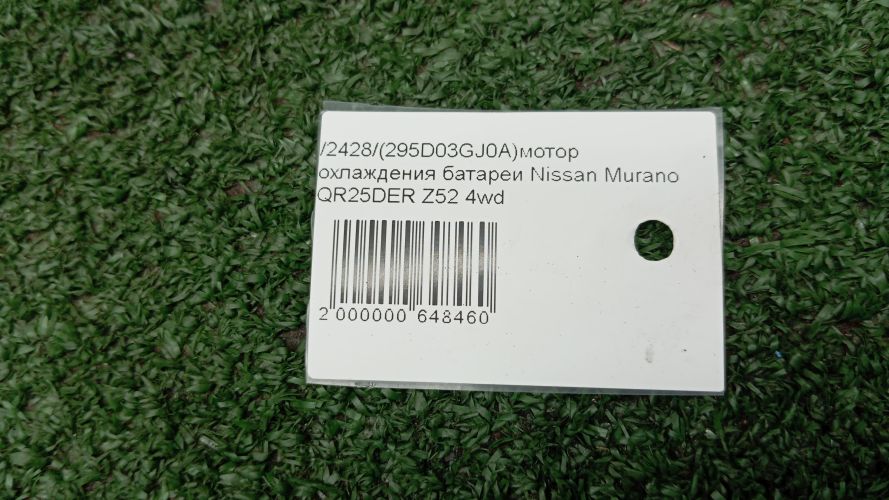 /2428/(295D03GJ0A)мотор
охлаждения батареи Nissan Murano
QR25DER Z52 4wd
2 000000 648460